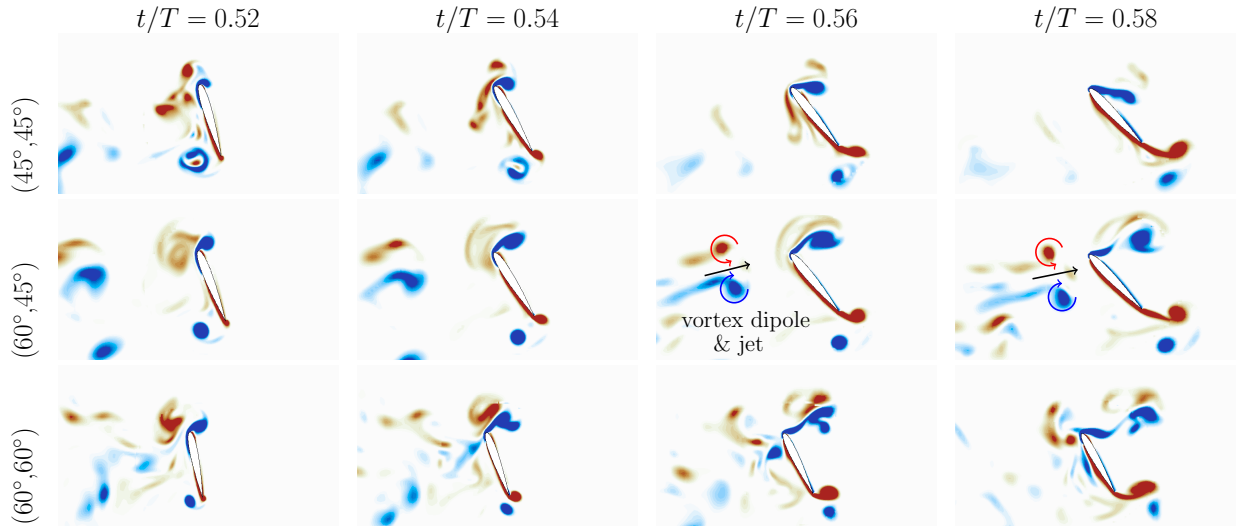 t/T = 0.52
t/T = 0.54
t/T = 0.56
t/T = 0.58
(45°,45°)
(60°,45°)
vortex dipole
& jet
(60°,60°)